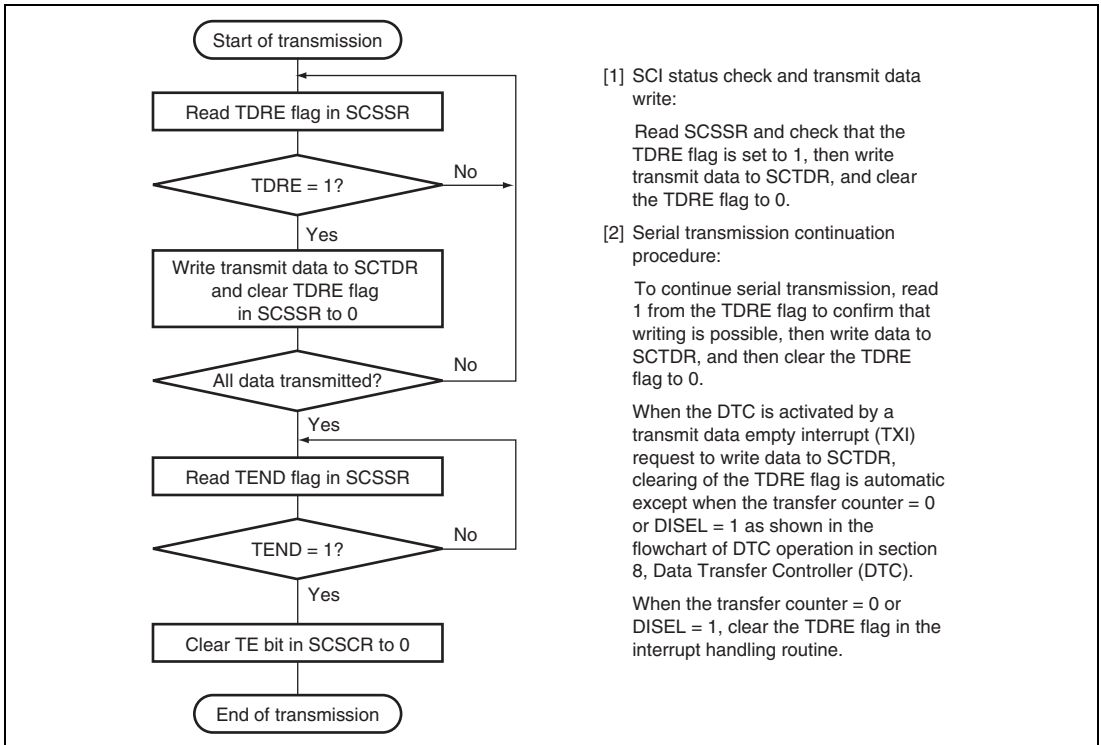 Start of transmission
Read TDRE flag in SCSSR
TDRE = 1?
No
Yes
Write transmit data to SCTDR
and clear TDRE flag
in SCSSR to 0
All data transmitted?
No
Yes
Read TEND flag in SCSSR
TEND = 1?
No
Yes
Clear TE bit in SCSCR to 0
End of transmission
[1] SCI status check and transmit data
write:
Read SCSSR and check that the
TDRE flag is set to 1, then write
transmit data to SCTDR, and clear
the TDRE flag to 0.
[2] Serial transmission continuation
procedure:
To continue serial transmission, read
1 from the TDRE flag to confirm that
writing is possible, then write data to
SCTDR, and then clear the TDRE
flag to 0.
When the DTC is activated by a
transmit data empty interrupt (TXI)
request to write data to SCTDR,
clearing of the TDRE flag is automatic
except when the transfer counter = 0
or DISEL = 1 as shown in the
flowchart of DTC operation in section
8, Data Transfer Controller (DTC).
When the transfer counter = 0 or
DISEL = 1, clear the TDRE flag in the
interrupt handling routine.